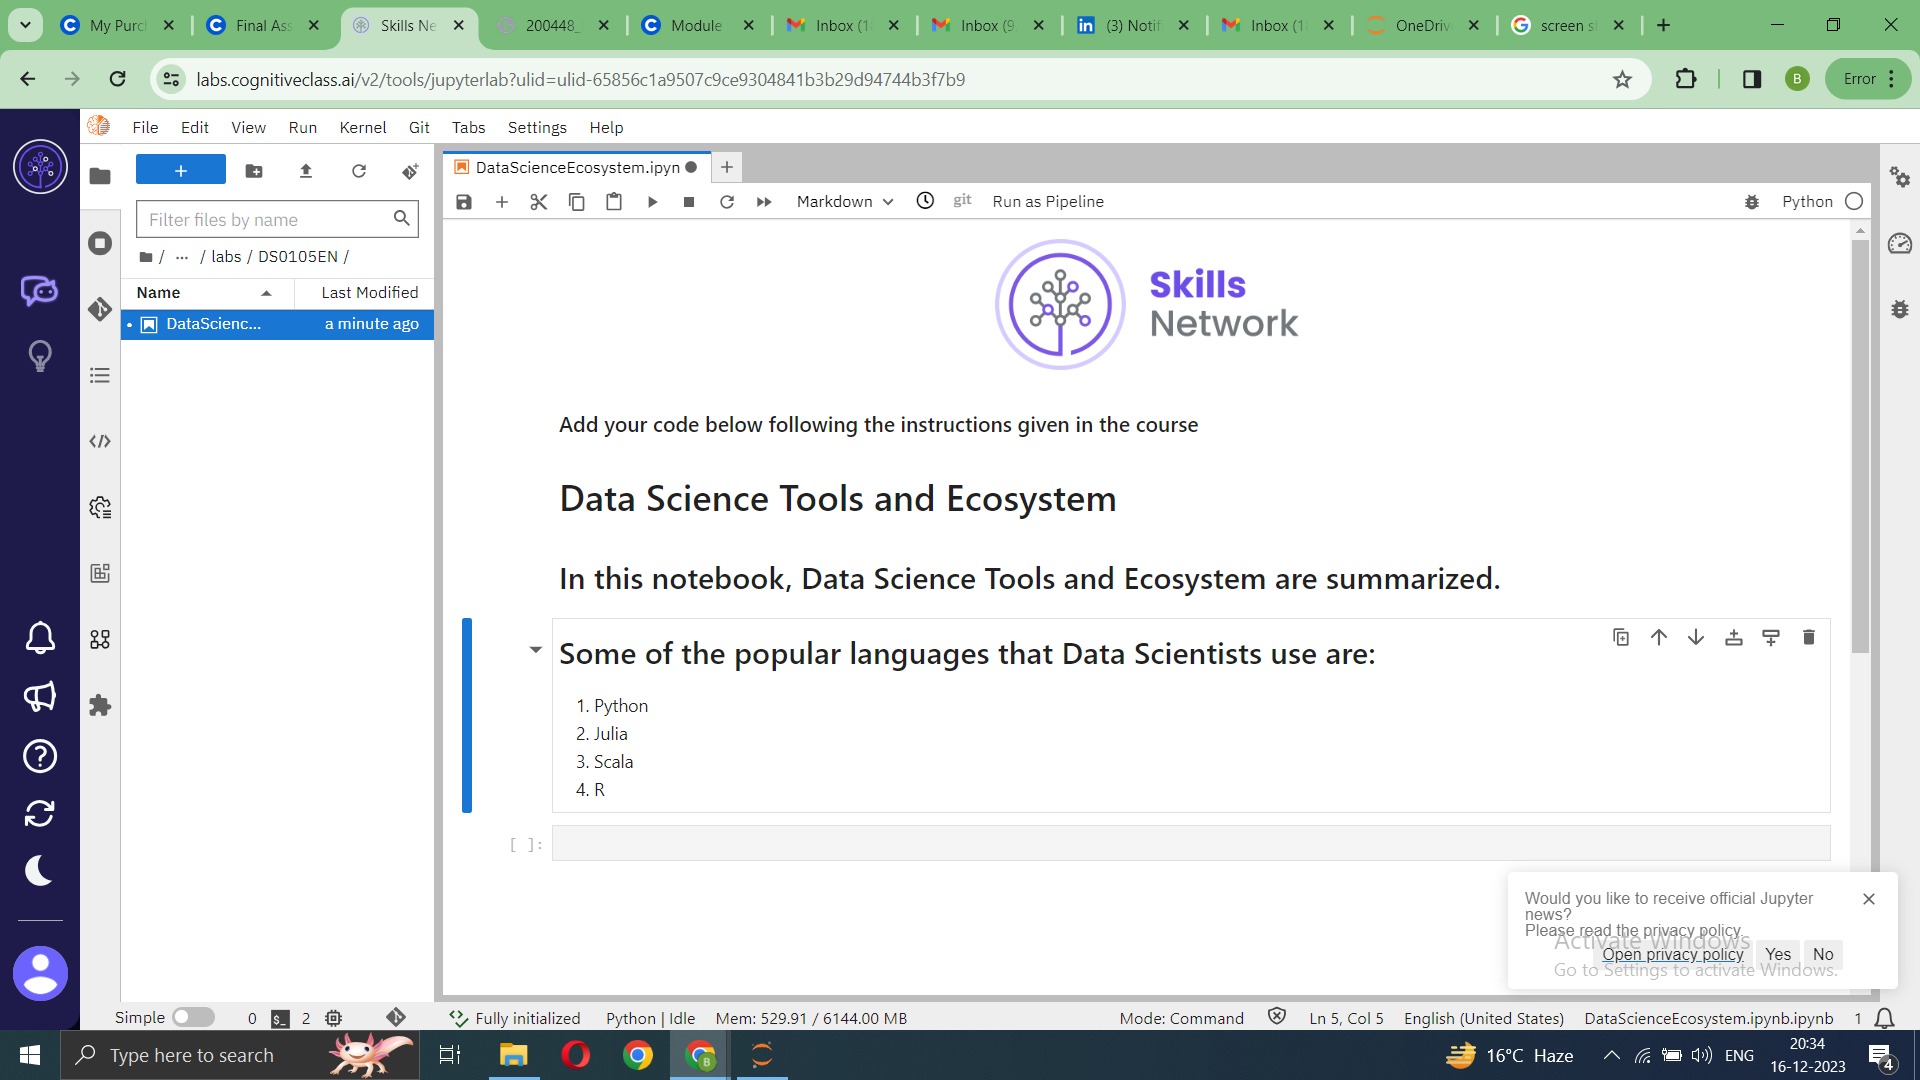 My Purc
Final Ass
Skills Ne
200448_
Module
Inbox (1
Inbox (9,
(3) Notif
Inbox (1
OneDriv
screen s
labs.cognitiveclass.ai/v2/tools/jupyterlab?ulid=ulid-65856c1a9507c9ce9304841b3b29d94744b3f7b9
B
Error
File Edit View Run Kernel Git Tabs Settings Help
DataScienceEcosystem.ipyn
Filter files by name
Markdown
git
Run as Pipeline
Python
/ ... / labs / DS0105EN /
Name
Last Modified
DataScienc...
a minute ago
Skills
Network
Add your code below following the instructions given in the course
Data Science Tools and Ecosystem
In this notebook, Data Science Tools and Ecosystem are summarized.
Some of the popular languages that Data Scientists use are:
1. Python
2. Julia
3. Scala
4. R
[ ]:
Would you like to receive official Jupyter
news?
Please read the privacy policy.
Open privacy policy
Yes
No
Activate Windows
Go to Settings to activate Windows.
Simple
0
$_
2
Fully initialized
Python | Idle
Mem: 529.91 / 6144.00 MB
Mode: Command
Ln 5, Col 5
English (United States)
DataScienceEcosystem.ipynb.ipynb
1
Type here to search
B
16°C Haze
ENG
20:34
16-12-2023
4